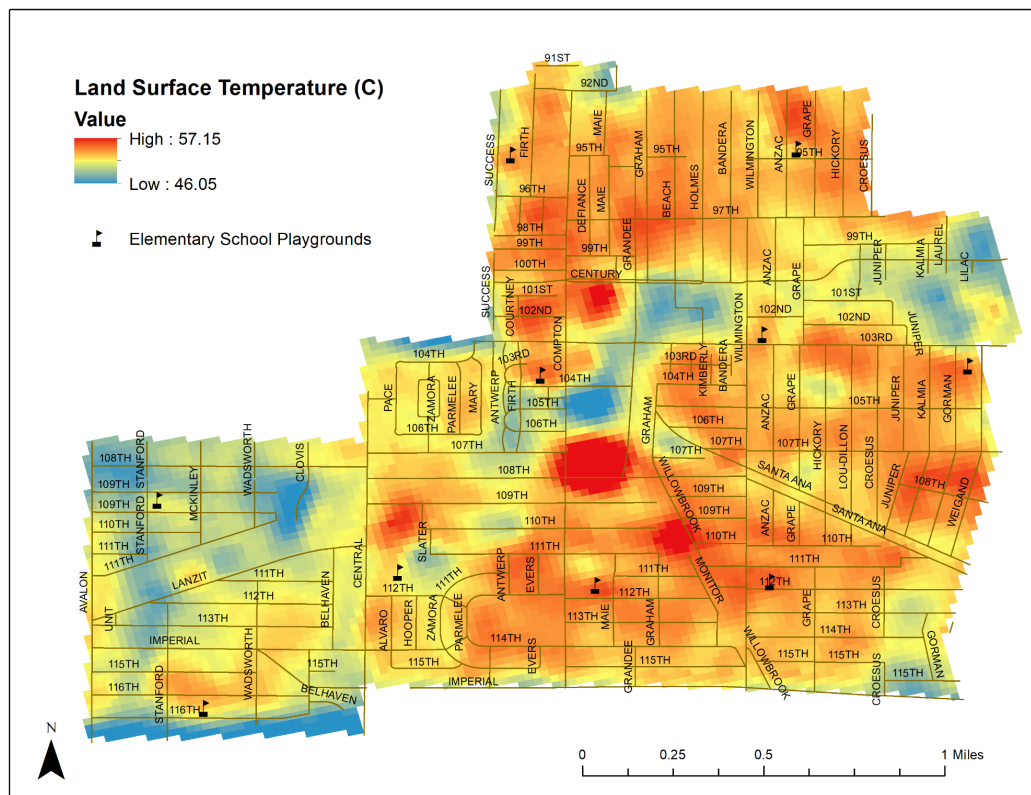 Land Surface Temperature (C)
Value
High : 57.15
Low : 46.05
Elementary School Playgrounds
91ST
92ND
SUCCESS
FIRTH
MAIE
GRAHAM
BEACH
HOLMES
BANDERA
WILMINGTON
ANZAC
GRAPE
HICKORY
CROESUS
95TH
95TH
95TH
96TH
DEFIANCE
MAIE
97TH
98TH
99TH
99TH
GRANDEE
100TH
CENTURY
99TH
JUNIPER
KALMIA
LAUREL
LILAC
ANZAC
GRAPE
SUCCESS
COURTNEY
101ST
102ND
COMPTON
WILMINGTON
101ST
102ND
102ND
103RD
JUNIPER
104TH
103RD
104TH
103RD
104TH
KIMBERLY
BANDERA
PACE
ZAMORA
PARMELEE
MARY
ANTWERP
FIRTH
105TH
106TH
106TH
107TH
GRAHAM
106TH
107TH
107TH
ANZAC
GRAPE
105TH
JUNIPER
KALMIA
GORMAN
107TH
HICKORY
LOU-DILLON
CROESUS
SANTA ANA
SANTA ANA
JUNIPER
108TH
WEIGAND
108TH
STANFORD
MCKINLEY
WADSWORTH
CLOVIS
109TH
109TH
110TH
STANFORD
111TH
108TH
109TH
110TH
SLATER
111TH
WILLOWBROOK
109TH
109TH
110TH
ANZAC
GRAPE
110TH
111TH
MONITOR
CENTRAL
LANZIT
111TH
112TH
113TH
BELHAVEN
AVALON
UNIT
IMPERIAL
112TH
111TH
ANTWERP
EVERS
111TH
112TH
113TH
MAIE
GRAHAM
112TH
GRAPE
113TH
CROESUS
ALVARO
HOOPER
ZAMORA
PARMELEE
114TH
114TH
115TH
EVERS
GRANDEE
115TH
WILLOWBROOK
115TH
115TH
CROESUS
115TH
GORMAN
IMPERIAL
115TH
116TH
STANFORD
116TH
WADSWORTH
115TH
BELHAVEN
N
0 0.25 0.5 1 Miles